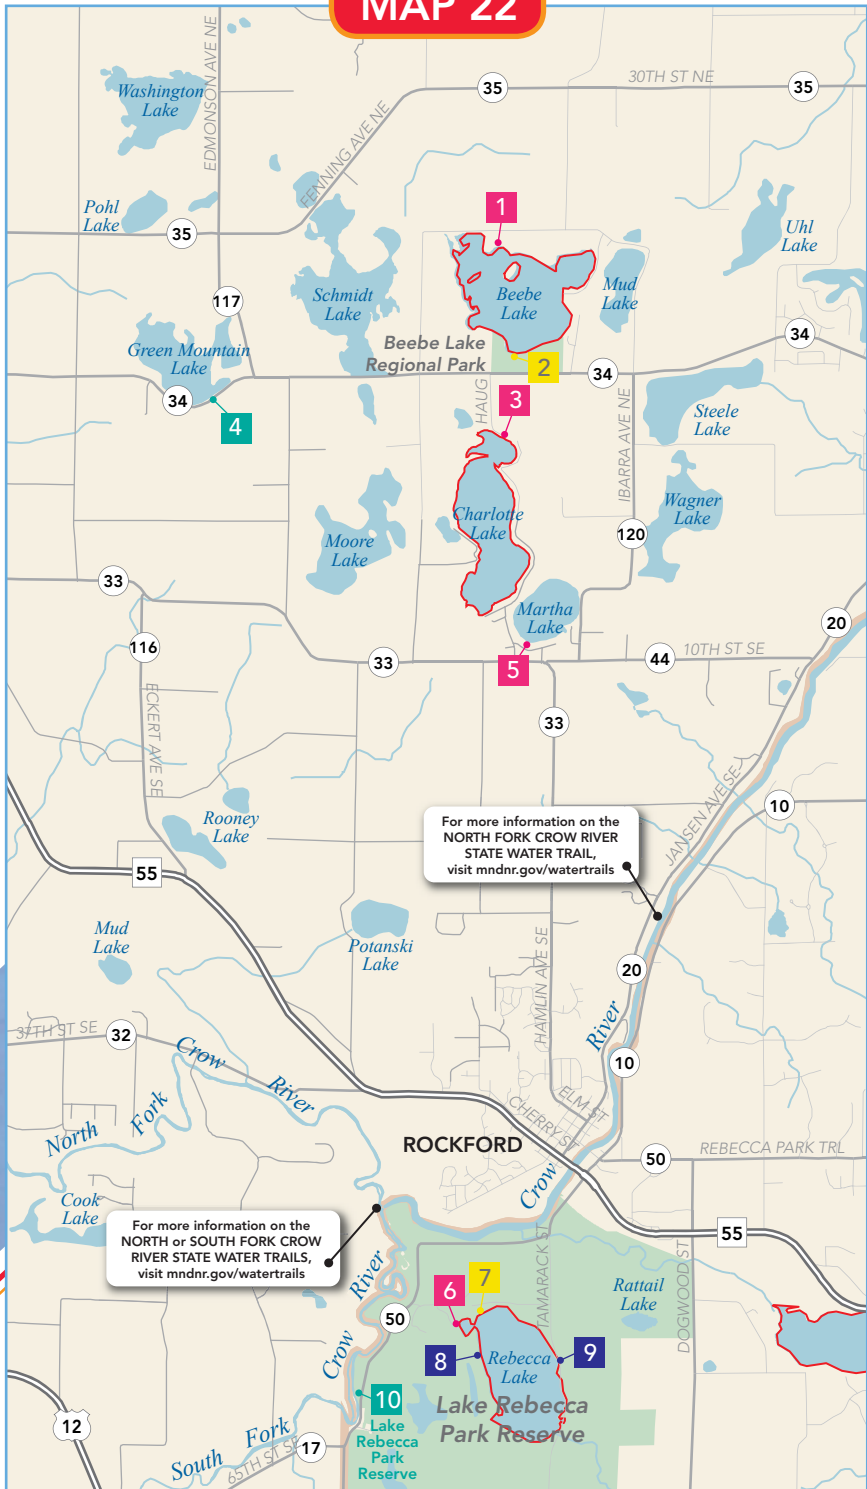 MAP 22
Washington
Lake
EDMONSON AVE NE
35
30TH ST NE
35
FENNING AVE NE
Pohl
Lake
35
1
Uhl
Lake
117
Schmidt
Lake
Beebe
Lake
Mud
Lake
Green Mountain
Lake
Beebe Lake
Regional Park
2
34
34
34
4
HAUG
3
IBARRA AVE NE
Steele
Lake
Charlotte
Lake
Wagner
Lake
Moore
Lake
120
33
Martha
Lake
116
33
5
44
10TH ST SE
20
ECKERT AVE SE
33
JANSEN AVE SE
10
Rooney
Lake
For more information on the
NORTH FORK CROW RIVER
STATE WATER TRAIL,
visit mndnr.gov/watertrails
55
Mud
Lake
Potanski
Lake
HAMLIN AVE SE
20
River
37TH ST SE
32
Crow
River
10
North
Fork
ELM ST
CHERRY ST
ROCKFORD
50
REBECCA PARK TRL
Crow
Cook
Lake
For more information on the
NORTH or SOUTH FORK CROW
RIVER STATE WATER TRAILS,
visit mndnr.gov/watertrails
55
TAMARACK ST
DOGWOOD ST
River
6
7
Rattail
Lake
50
8
Rebecca
Lake
9
Crow
10
Lake
Rebecca
Park
Reserve
Lake Rebecca
Park Reserve
12
South
Fork
65TH ST SE
17